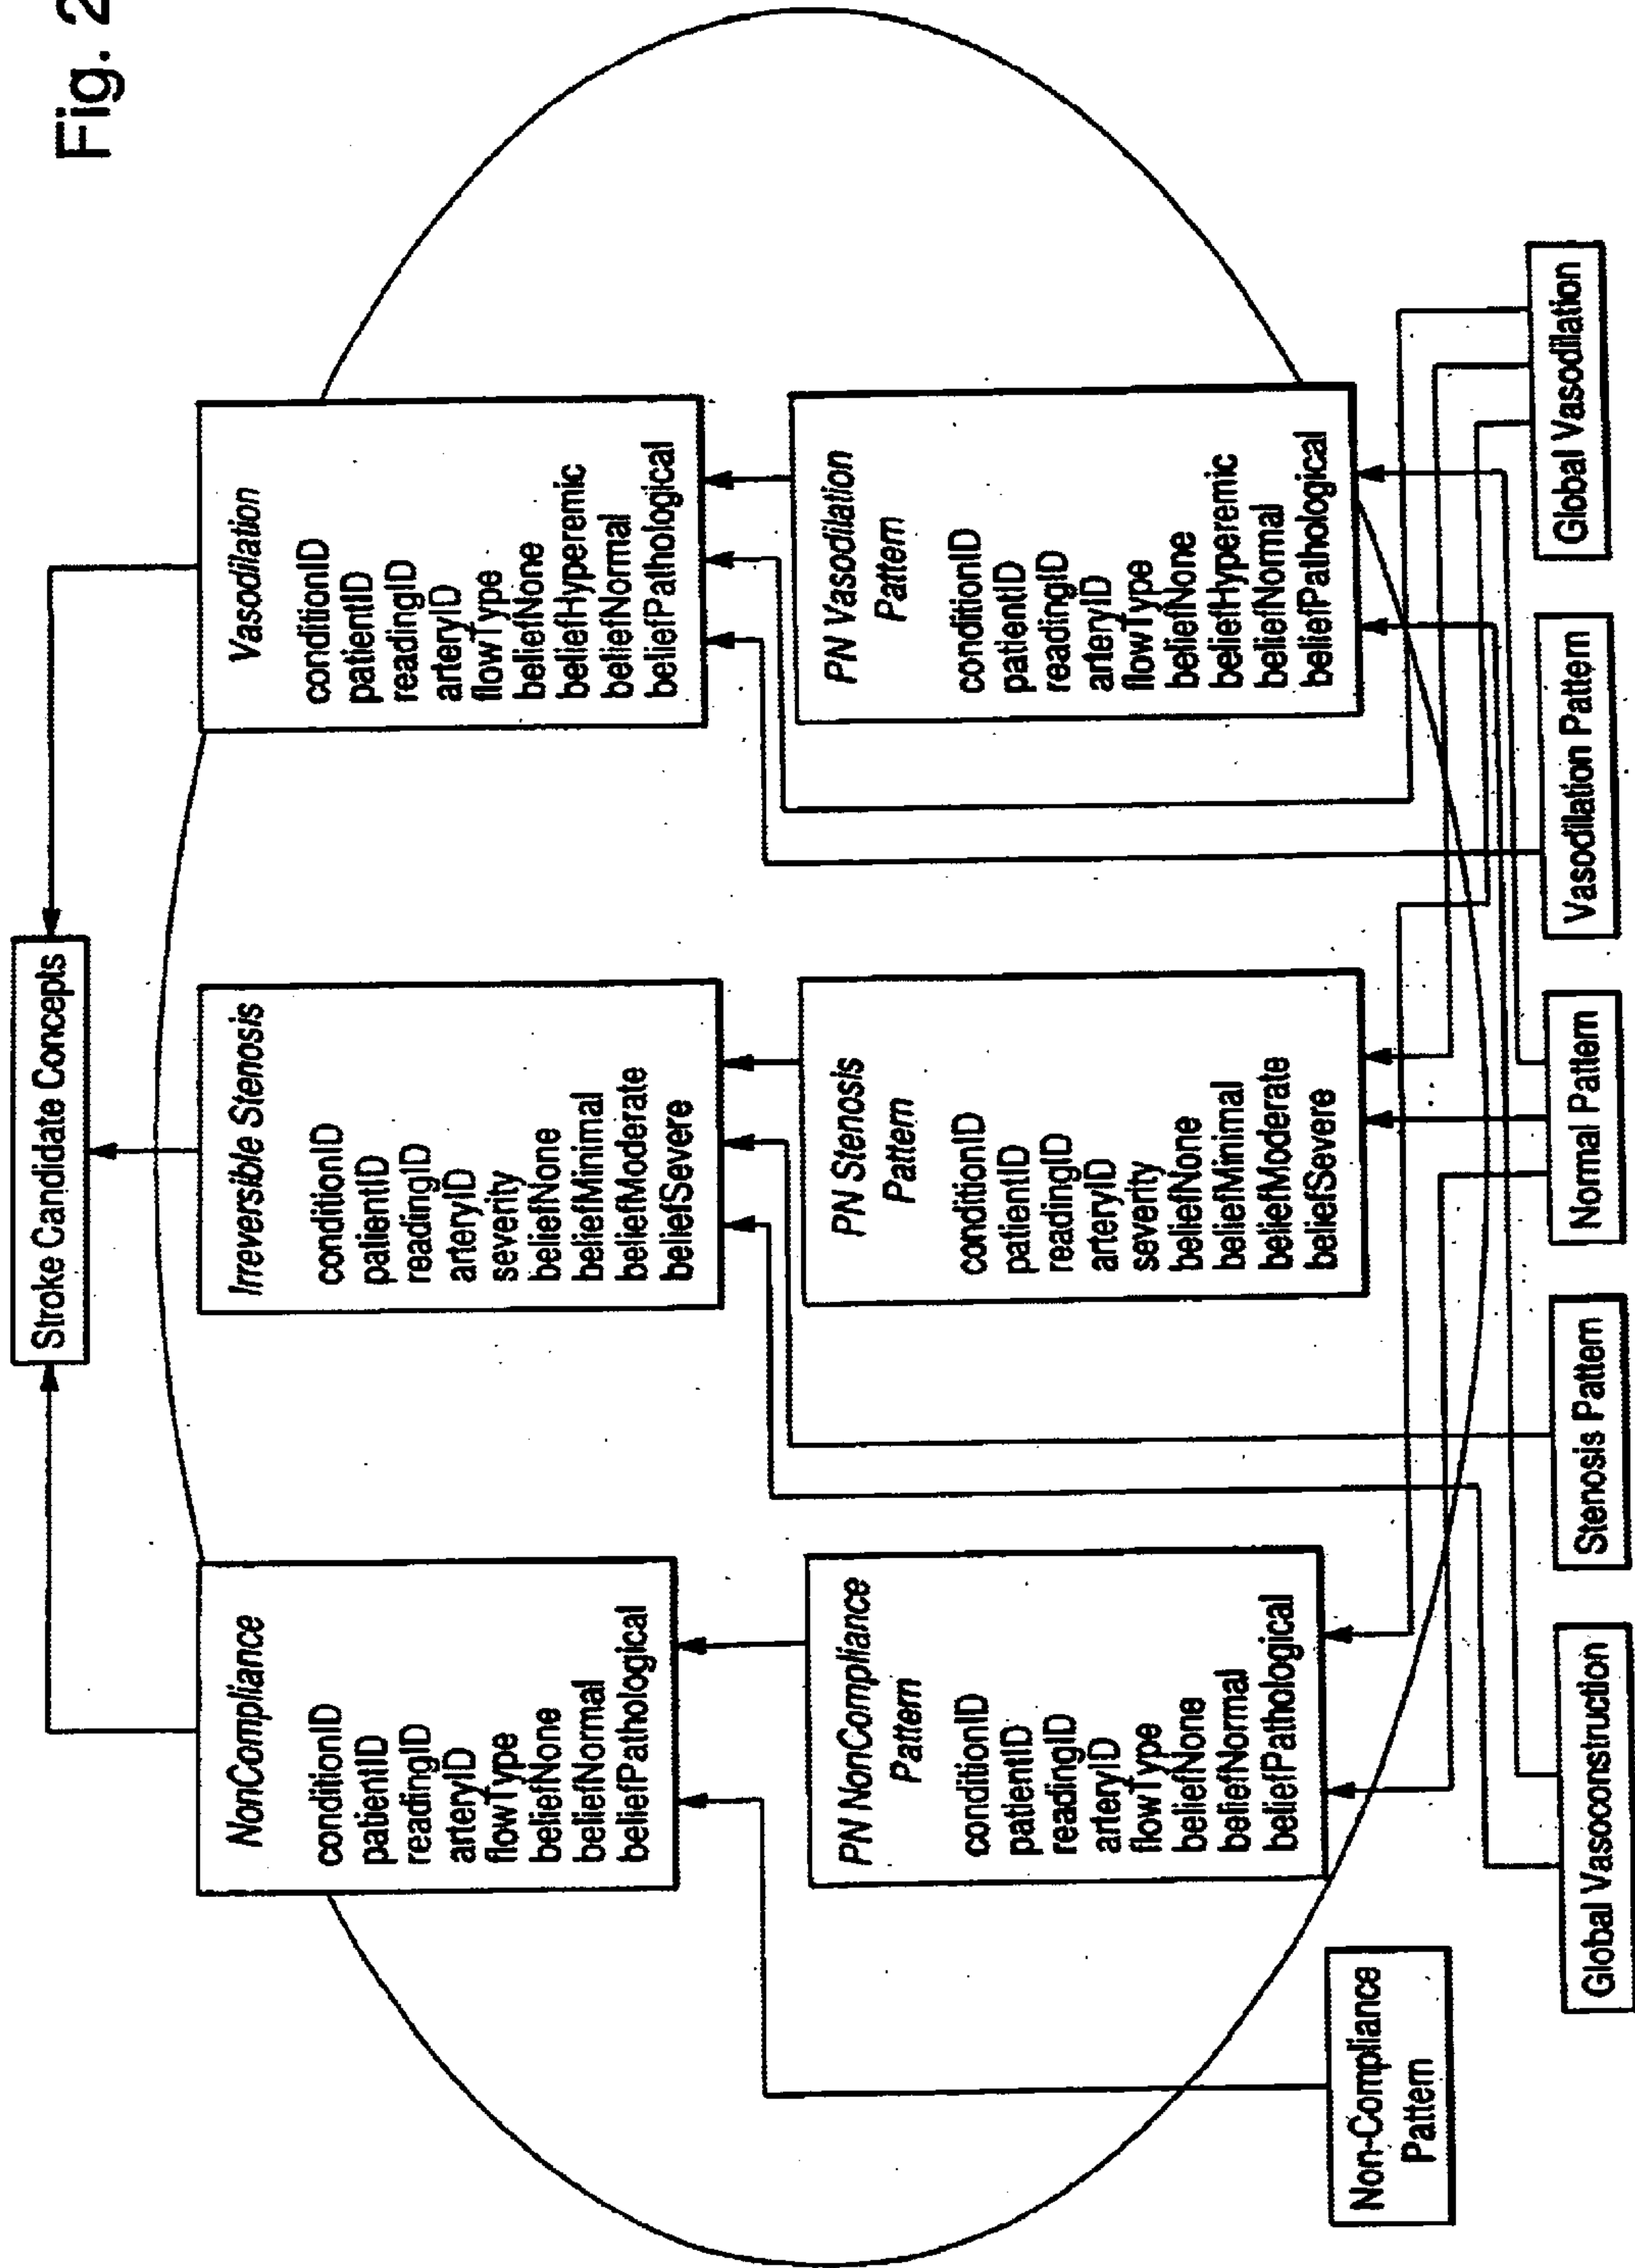 Fig. 2
Stroke Candidate Concepts
NonCompliance
conditionID
patientID
readingID
arteryID
flowType
beliefNone
beliefNormal
beliefPathological
Irreversible Stenosis
conditionID
patientID
readingID
arteryID
severity
beliefNone
beliefMinimal
beliefModerate
beliefSevere
Vasodilation
conditionID
patientID
readingID
arteryID
flowType
beliefNone
beliefHyperemic
beliefNormal
beliefPathological
PN NonCompliance
Pattern
conditionID
patientID
readingID
arteryID
flowType
beliefNone
beliefNormal
beliefPathological
PN Stenosis
Pattern
conditionID
patientID
readingID
arteryID
severity
beliefNone
beliefMinimal
beliefModerate
beliefSevere
PN Vasodilation
Pattern
conditionID
patientID
readingID
arteryID
flowType
beliefNone
beliefHyperemic
beliefNormal
beliefPathological
Non-Compliance
Pattern
Global Vasoconstruction
Stenosis Pattern
Normal Pattern
Vasodilation Pattern
Global Vasodilation